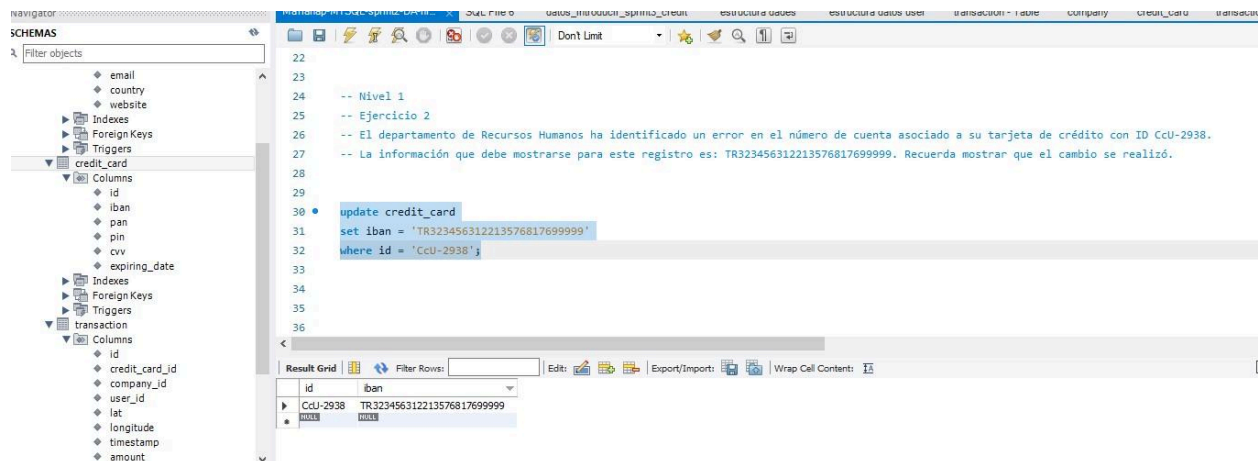 Navigator
SCHEMAS
Filter objects
email
country
website
Indexes
Foreign Keys
Triggers
credit_card
Columns
id
iban
pan
pin
cvv
expiring_date
Indexes
Foreign Keys
Triggers
transaction
Columns
id
credit_card_id
company_id
user_id
lat
longitude
timestamp
amount
SQL File 6 datos_introducir_sprint3_credit estructura dades estructura datos user transaction - Table company credit_card
Don't Limit
22
23
24 -- Nivel 1
25 -- Ejercicio 2
26 -- El departamento de Recursos Humanos ha identificado un error en el número de cuenta asociado a su tarjeta de crédito con ID CcU-2938.
27 -- La información que debe mostrarse para este registro es: TR323456312213576817699999. Recuerda mostrar que el cambio se realizó.
28
29
30 update credit_card
31 set iban = 'TR323456312213576817699999'
32 where id = 'CcU-2938';
33
34
35
36
Result Grid Filter Rows: Edit: Export/Import: Wrap Cell Content:
id iban
CcU-2938 TR323456312213576817699999
NULL NULL